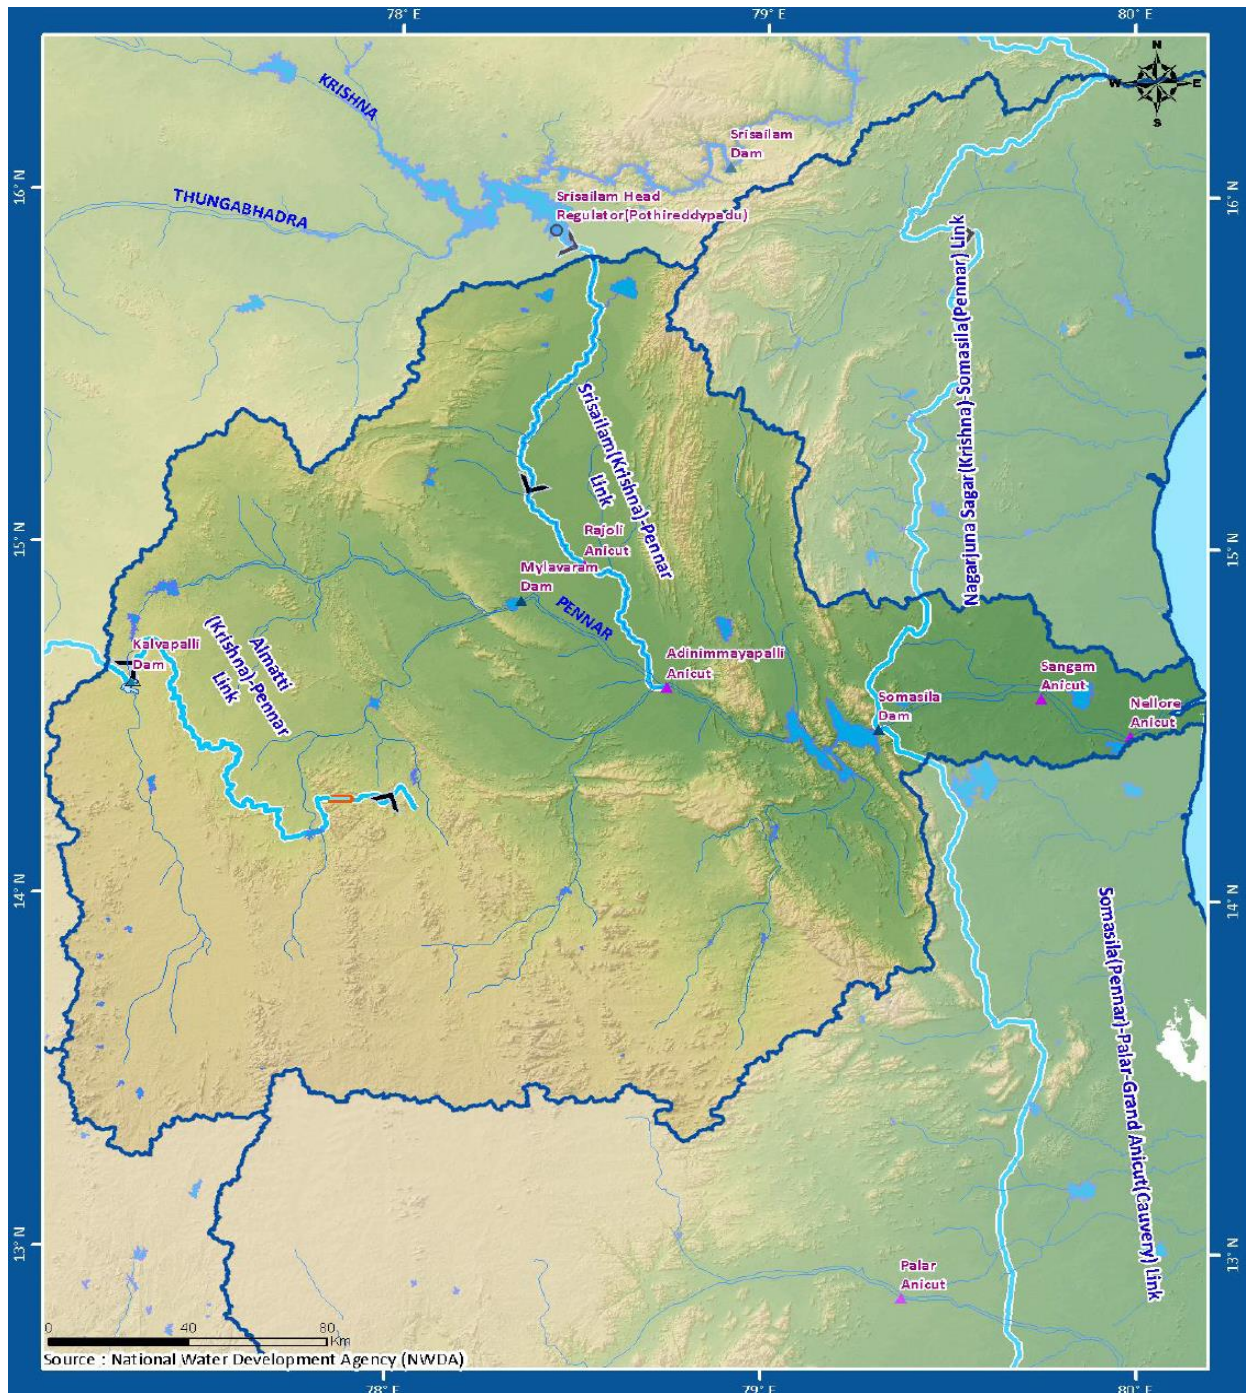 78° E
79° E
80° E
N
W
E
S
KRISHNA
Srisailam
Dam
16° N
16° N
THUNGABHADRA
Srisailam Head
Regulator(Pothireddypadu)
Nagarjuna Sagar(Krishna)-Somasila(Pennar) Link
Srisailam(Krishna)-Pennar
Link
15° N
15° N
Rajoli
Anicut
Mylavaram
Dam
PENNAR
Kalvapalli
Dam
Almatti
(Krishna)-Pennar
Link
Adinimmayapalli
Anicut
Sangam
Anicut
Somasila
Dam
Nellore
Anicut
14° N
14° N
Somasila(Pennar)-Palar-Grand Anicut(Cauvery) Link
13° N
13° N
Palar
Anicut
0
40
80
Km
Source : National Water Development Agency (NWDA)
78° E
79° E
80° E